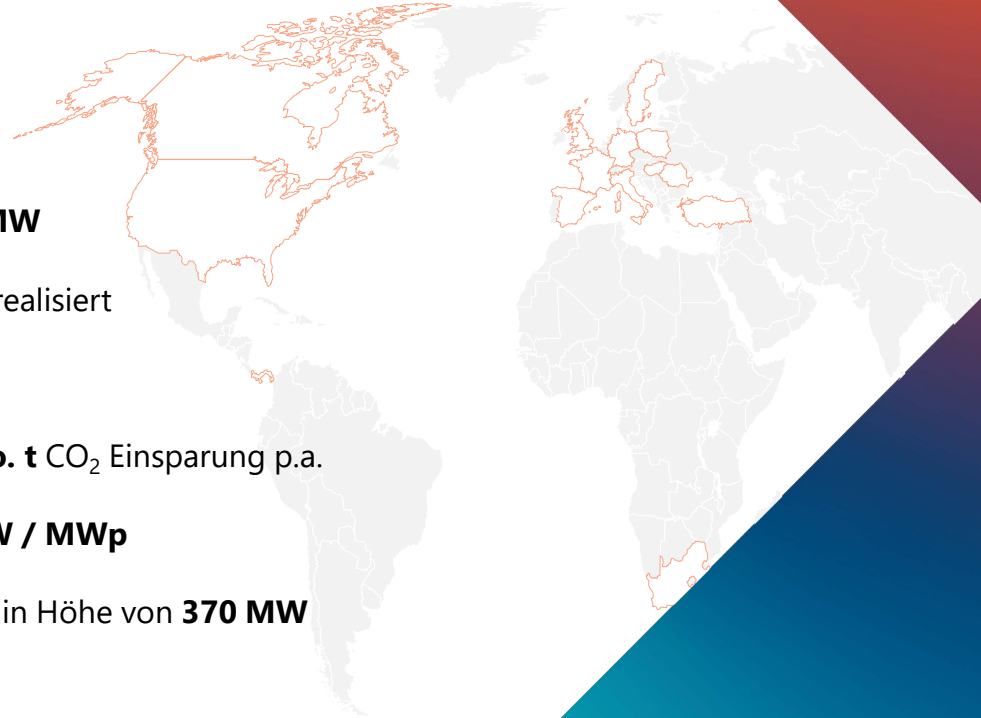 MW
realisiert
o. t CO₂ Einsparung p.a.
W / MWp
in Höhe von 370 MW